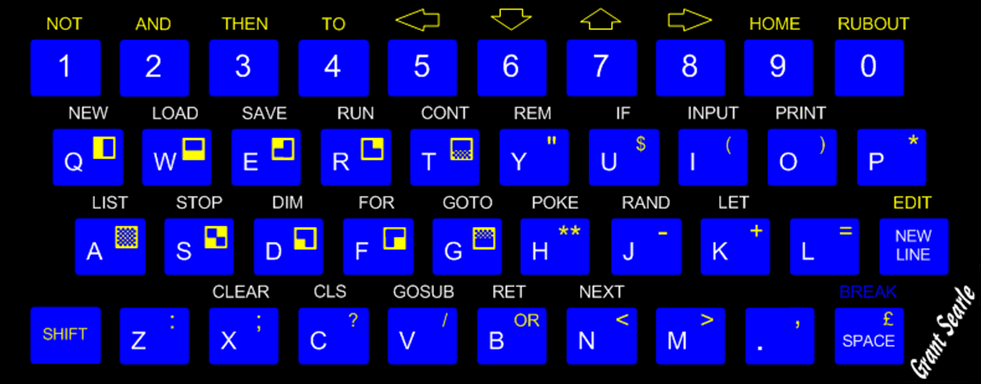 NOT AND THEN TO HOME RUBOUT
1 2 3 4 5 6 7 8 9 0
NEW LOAD SAVE RUN CONT REM IF INPUT PRINT
" $ ( ) *
Q W E R T Y U I O P
LIST STOP DIM FOR GOTO POKE RAND LET EDIT
** - + =
A S D F G H J K L NEW LINE
CLEAR CLS GOSUB RET NEXT BREAK
: ; ? / OR < > , £
SHIFT Z X C V B N M . SPACE
Grant Searle